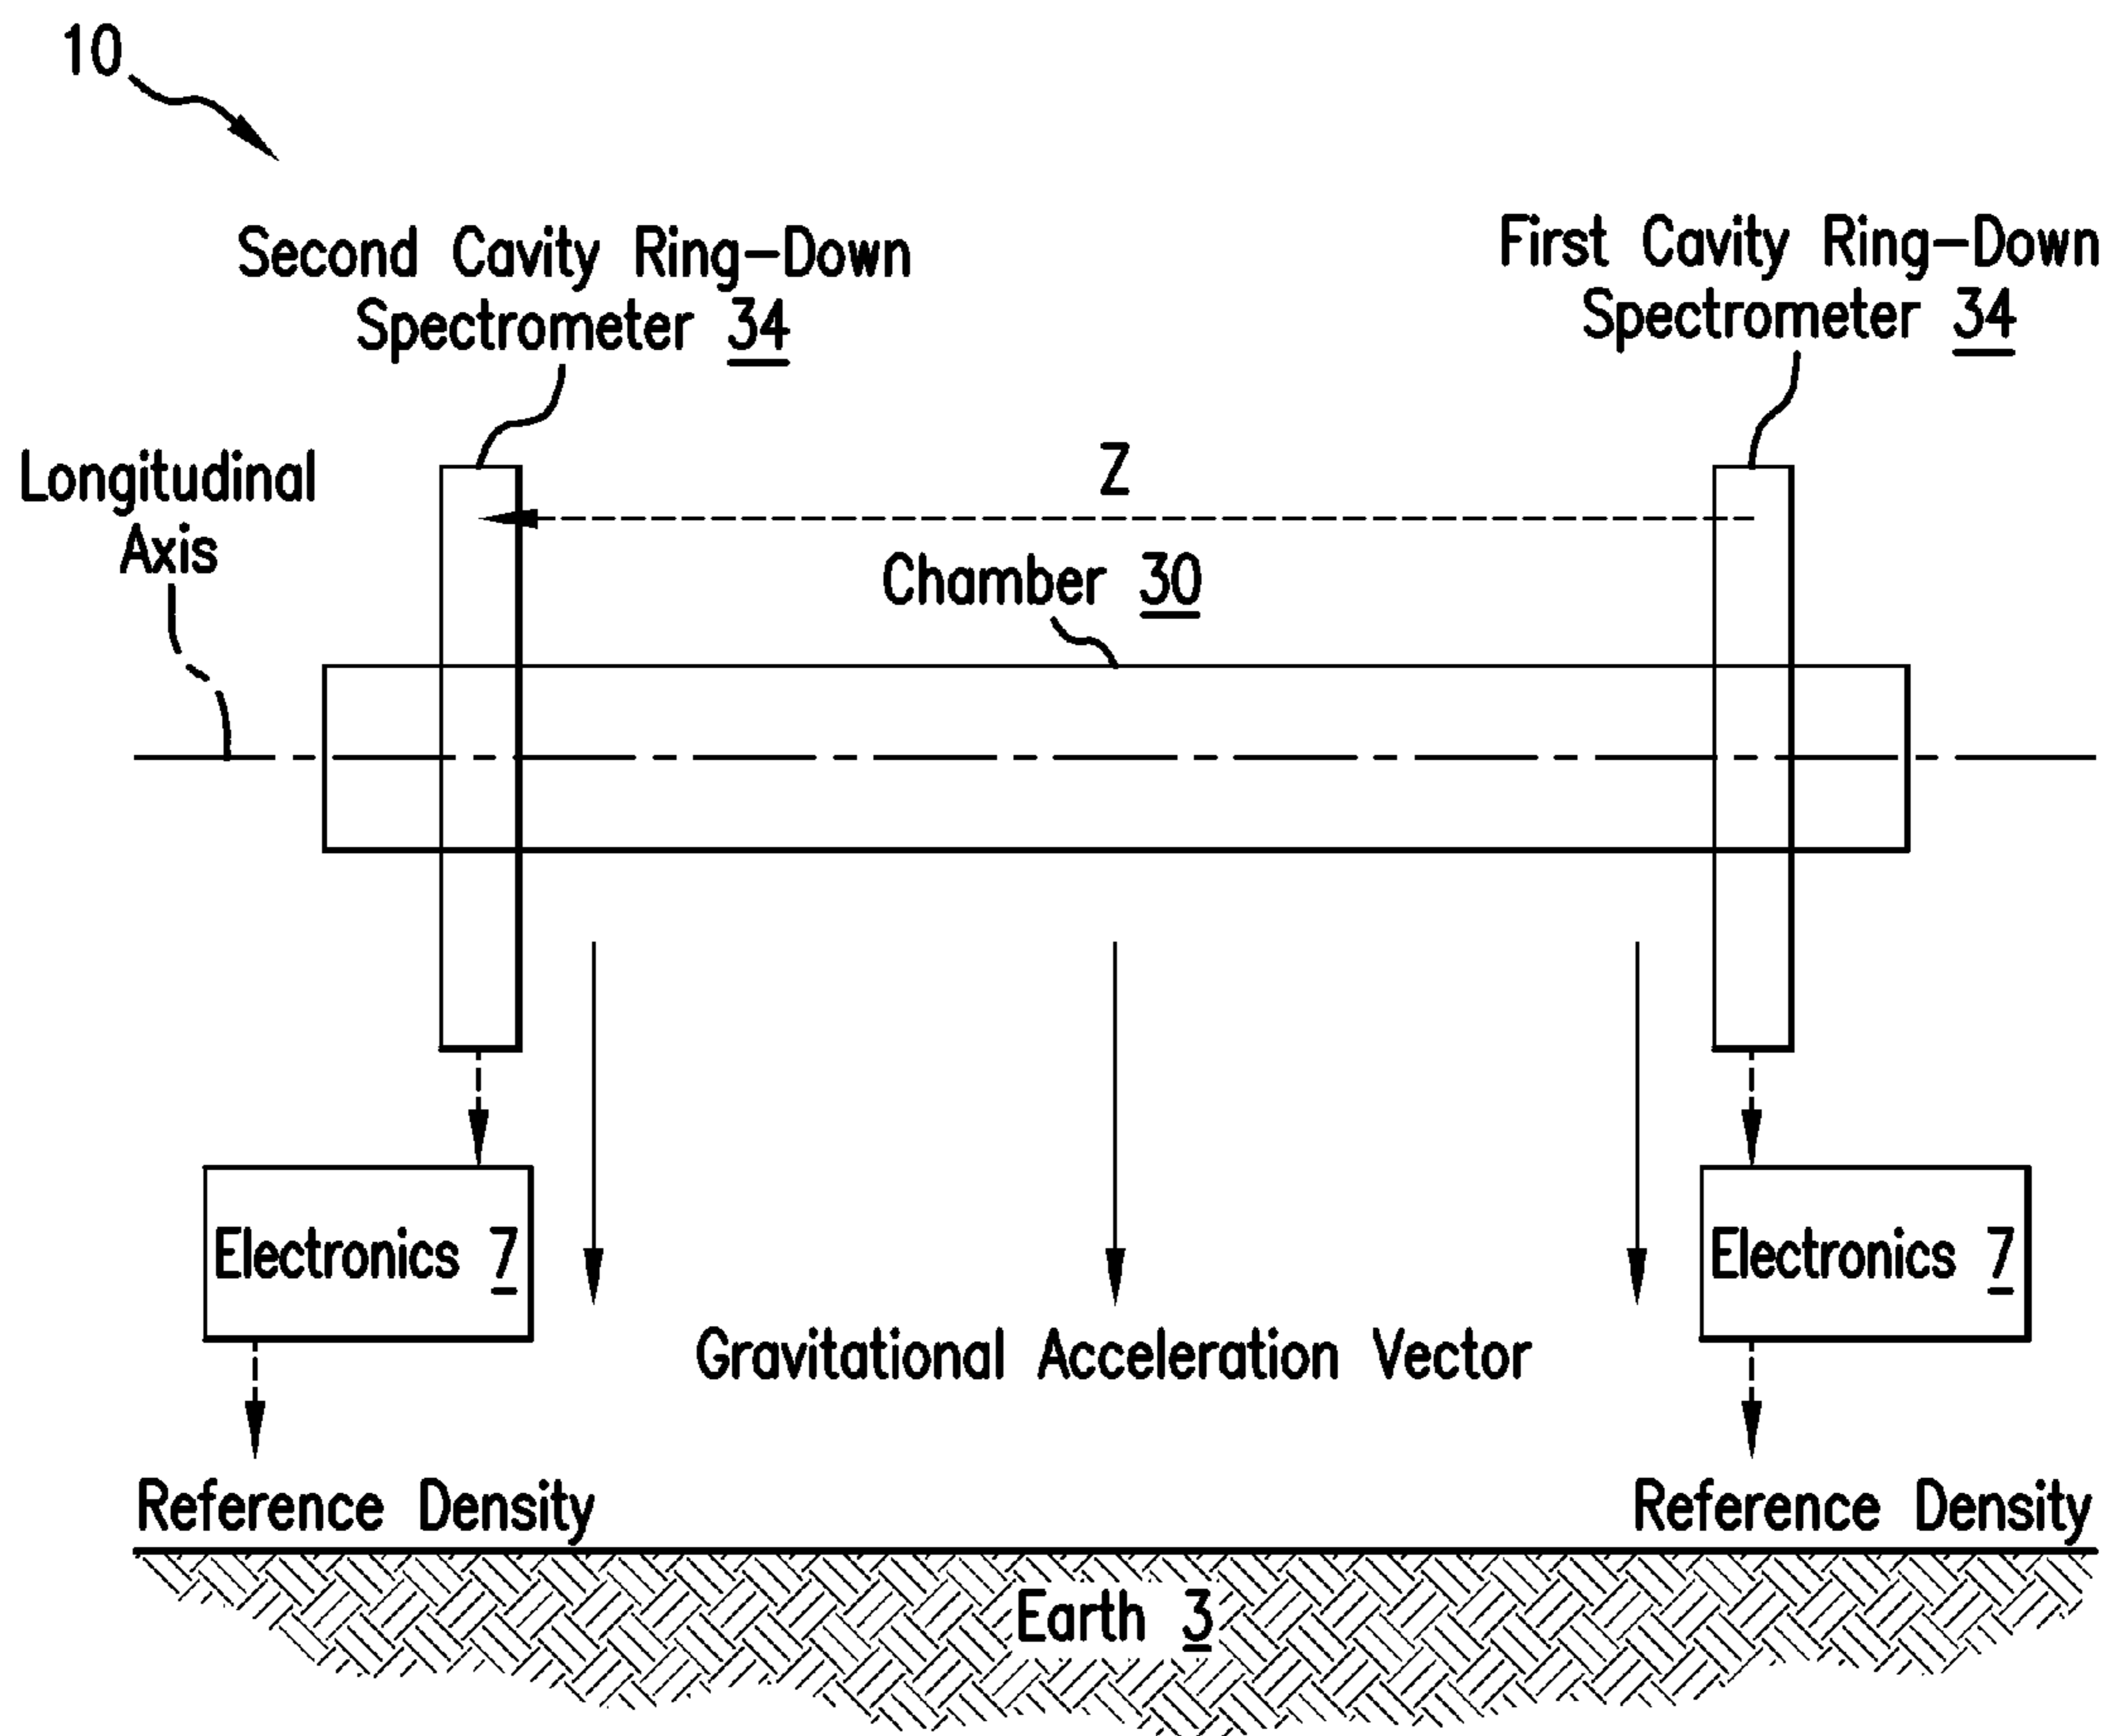 10
Second Cavity Ring-Down
Spectrometer 34
First Cavity Ring-Down
Spectrometer 34
Longitudinal
Axis
Z
Chamber 30
Electronics 7
Electronics 7
Gravitational Acceleration Vector
Reference Density
Reference Density
Earth 3